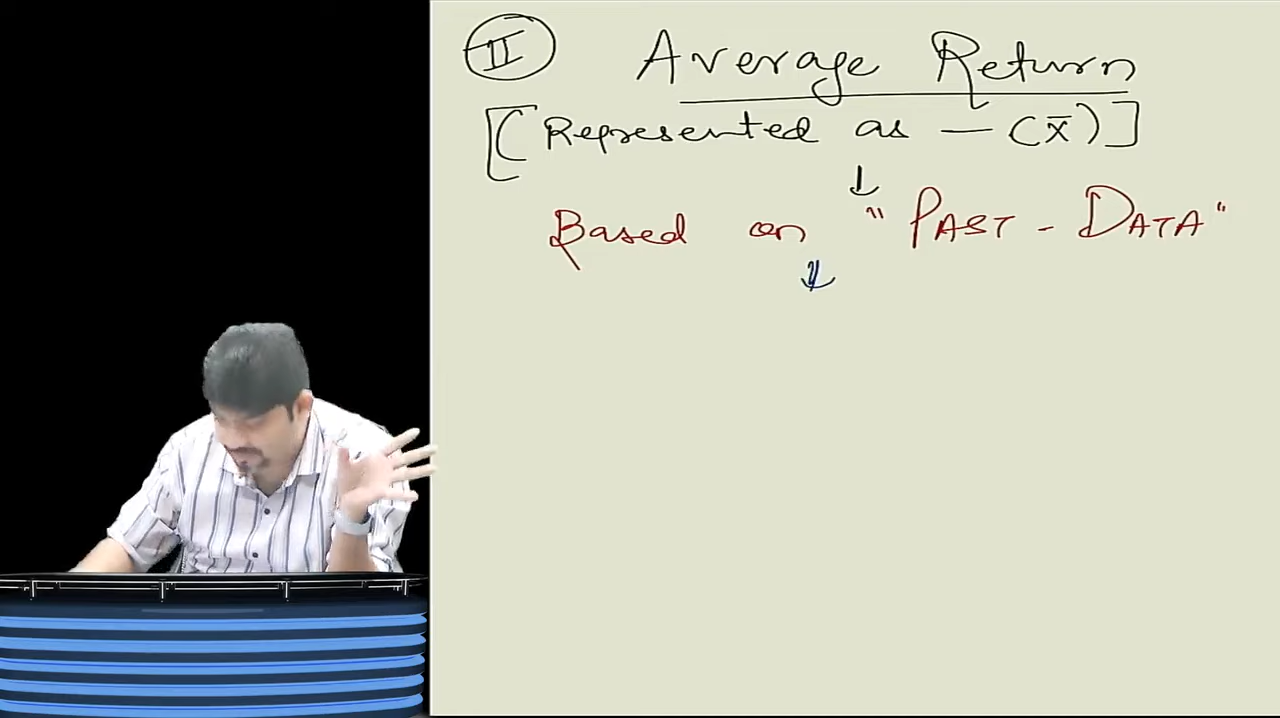 II Average Return
[(Represented as — (x̄)]
↓
Based on "PAST - DATA"
↓